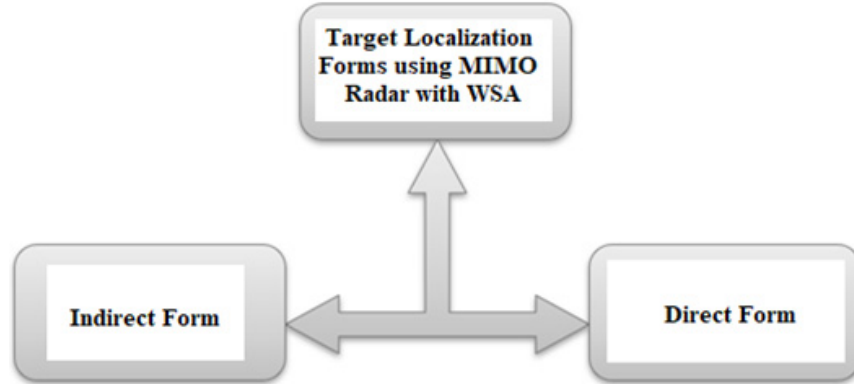 Target Localization
Forms using MIMO
Radar with WSA
Indirect Form
Direct Form